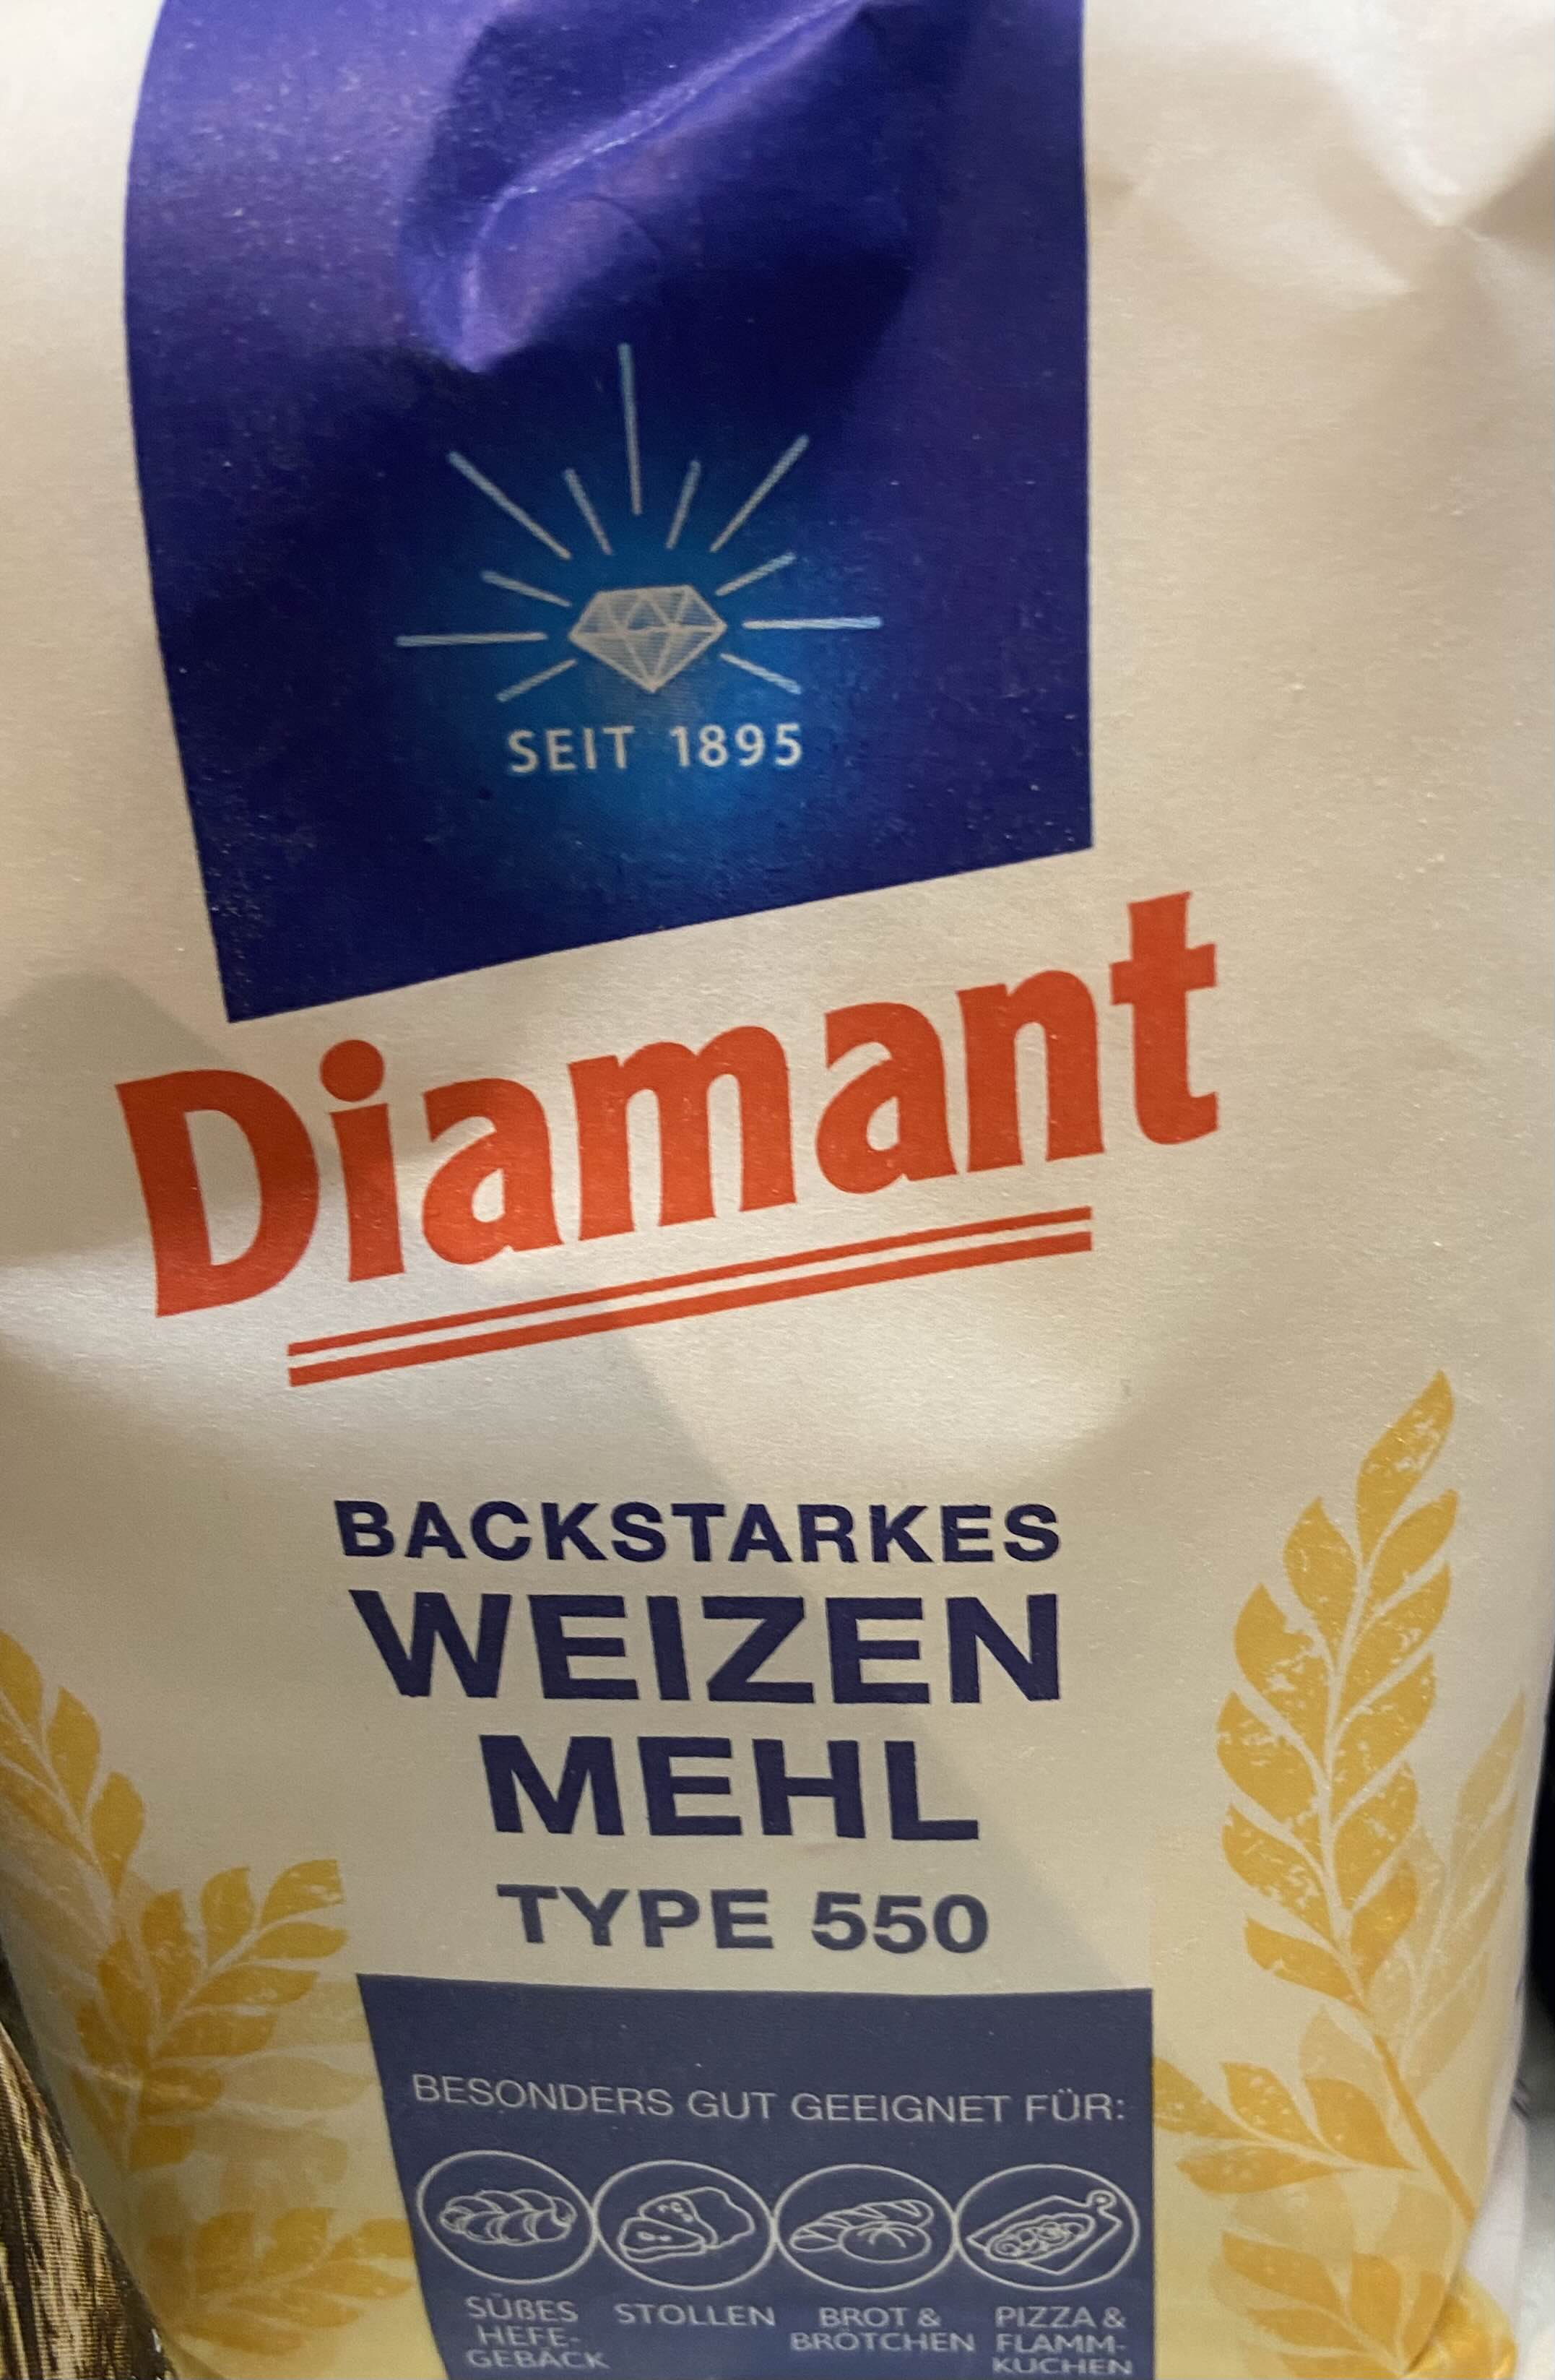 SEIT 1895
Diamant
BACKSTARKES
WEIZEN
MEHL
TYPE 550
BESONDERS GUT GEEIGNET FÜR:
SÜßES
HEFE-
GEBÄCK
STOLLEN
BROT &
BRÖTCHEN
PIZZA &
FLAMM-
KUCHEN